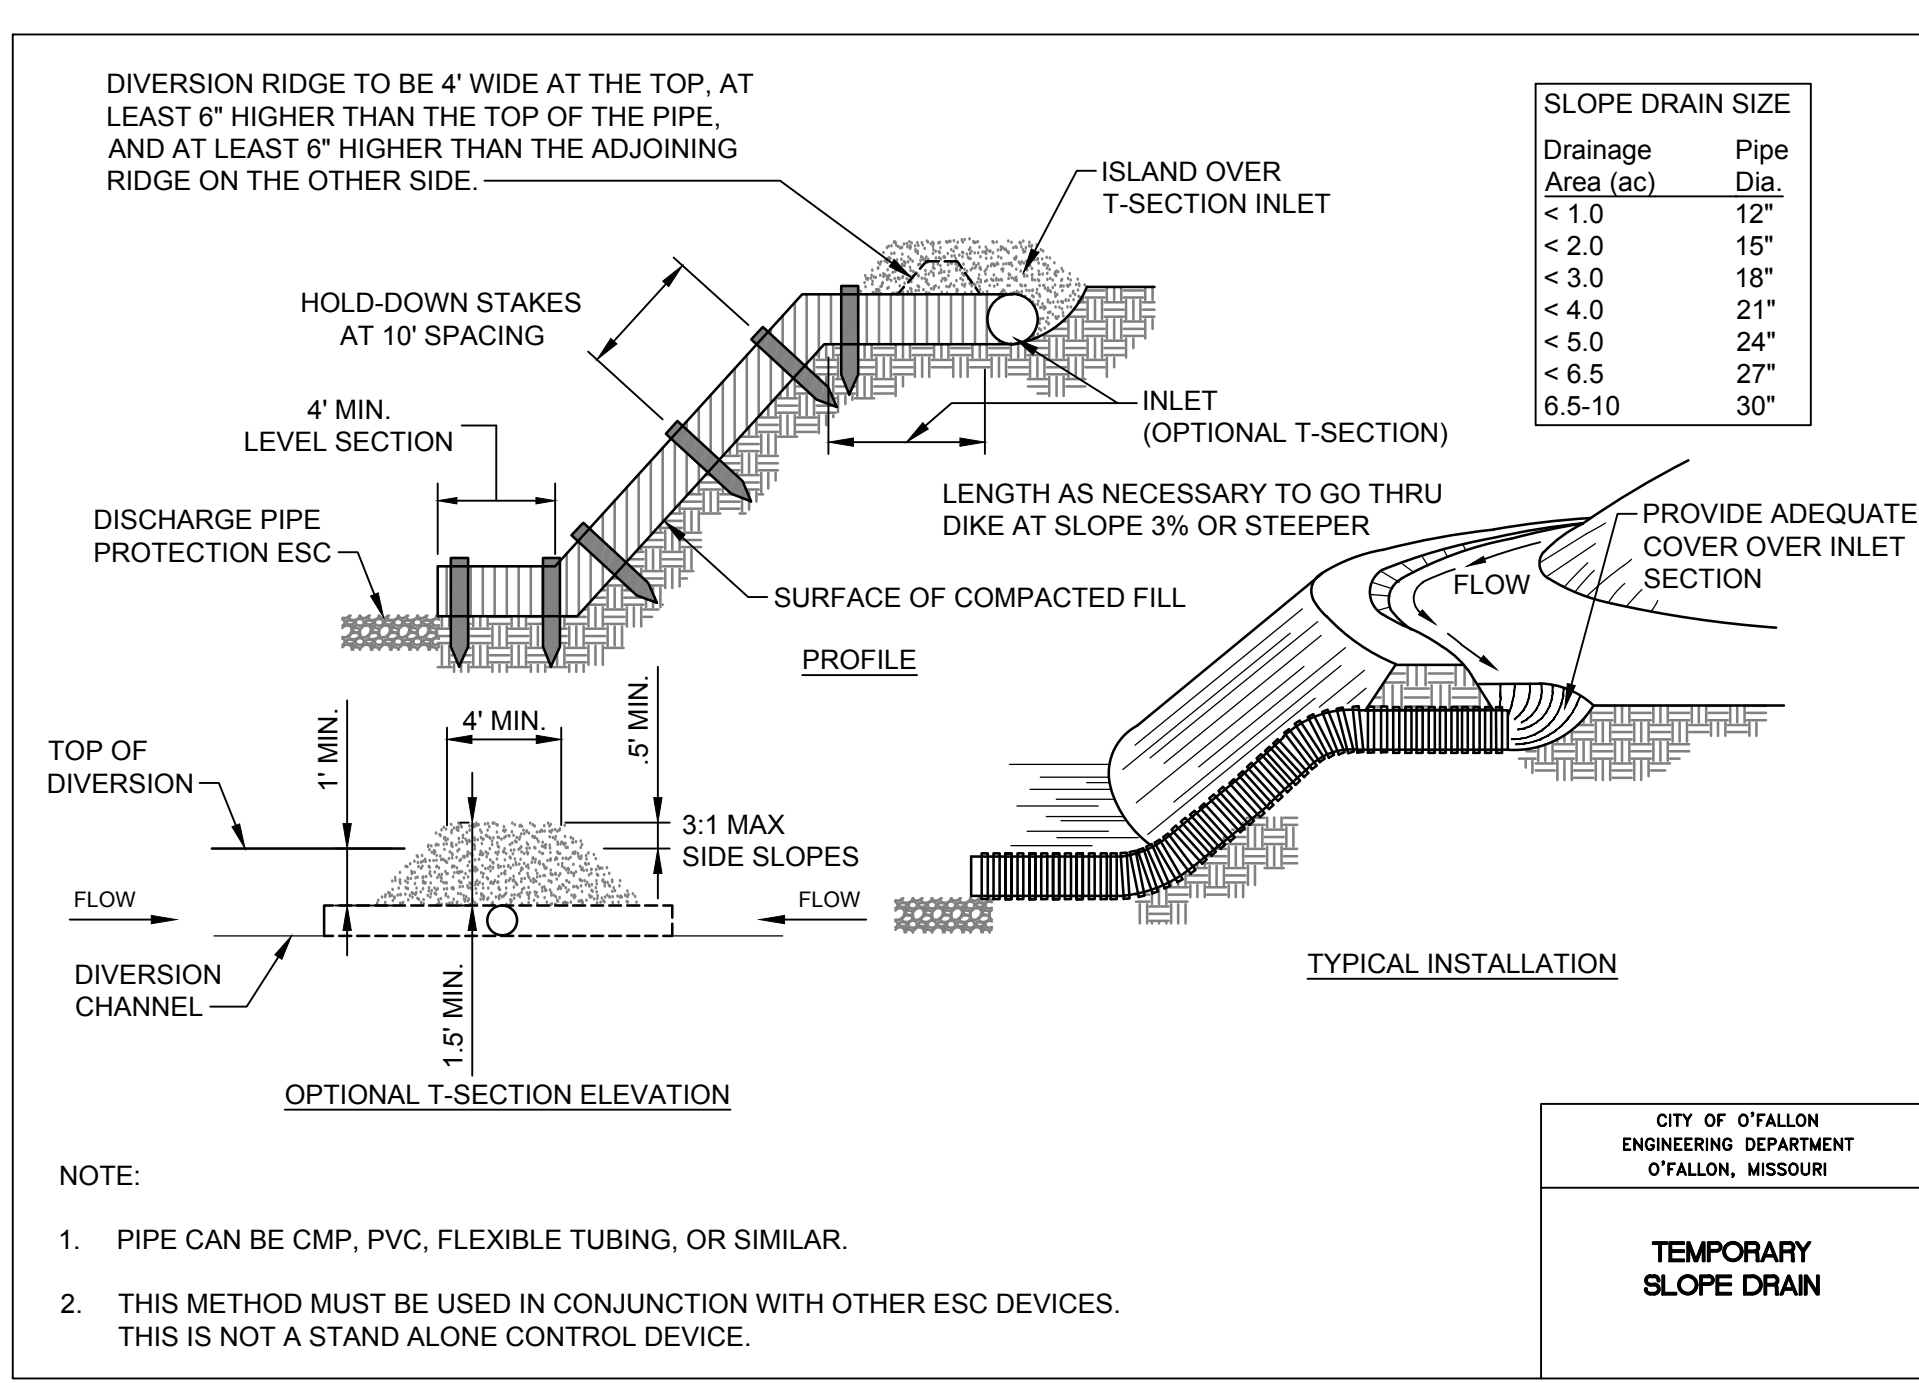 DIVERSION RIDGE TO BE 4' WIDE AT THE TOP, AT
LEAST 6" HIGHER THAN THE TOP OF THE PIPE,
AND AT LEAST 6" HIGHER THAN THE ADJOINING
RIDGE ON THE OTHER SIDE.
ISLAND OVER
T-SECTION INLET
SLOPE DRAIN SIZE
Drainage Pipe
Area (ac) Dia.
< 1.0 12"
< 2.0 15"
< 3.0 18"
< 4.0 21"
< 5.0 24"
< 6.5 27"
6.5-10 30"
HOLD-DOWN STAKES
AT 10' SPACING
4' MIN.
LEVEL SECTION
INLET
(OPTIONAL T-SECTION)
DISCHARGE PIPE
PROTECTION ESC
LENGTH AS NECESSARY TO GO THRU
DIKE AT SLOPE 3% OR STEEPER
SURFACE OF COMPACTED FILL
PROFILE
PROVIDE ADEQUATE
COVER OVER INLET
SECTION
FLOW
TYPICAL INSTALLATION
TOP OF
DIVERSION
1' MIN.
4' MIN.
.5' MIN.
3:1 MAX
SIDE SLOPES
FLOW
FLOW
DIVERSION
CHANNEL
1.5' MIN.
OPTIONAL T-SECTION ELEVATION
NOTE:
1. PIPE CAN BE CMP, PVC, FLEXIBLE TUBING, OR SIMILAR.
2. THIS METHOD MUST BE USED IN CONJUNCTION WITH OTHER ESC DEVICES.
THIS IS NOT A STAND ALONE CONTROL DEVICE.
CITY OF O'FALLON
ENGINEERING DEPARTMENT
O'FALLON, MISSOURI
TEMPORARY
SLOPE DRAIN